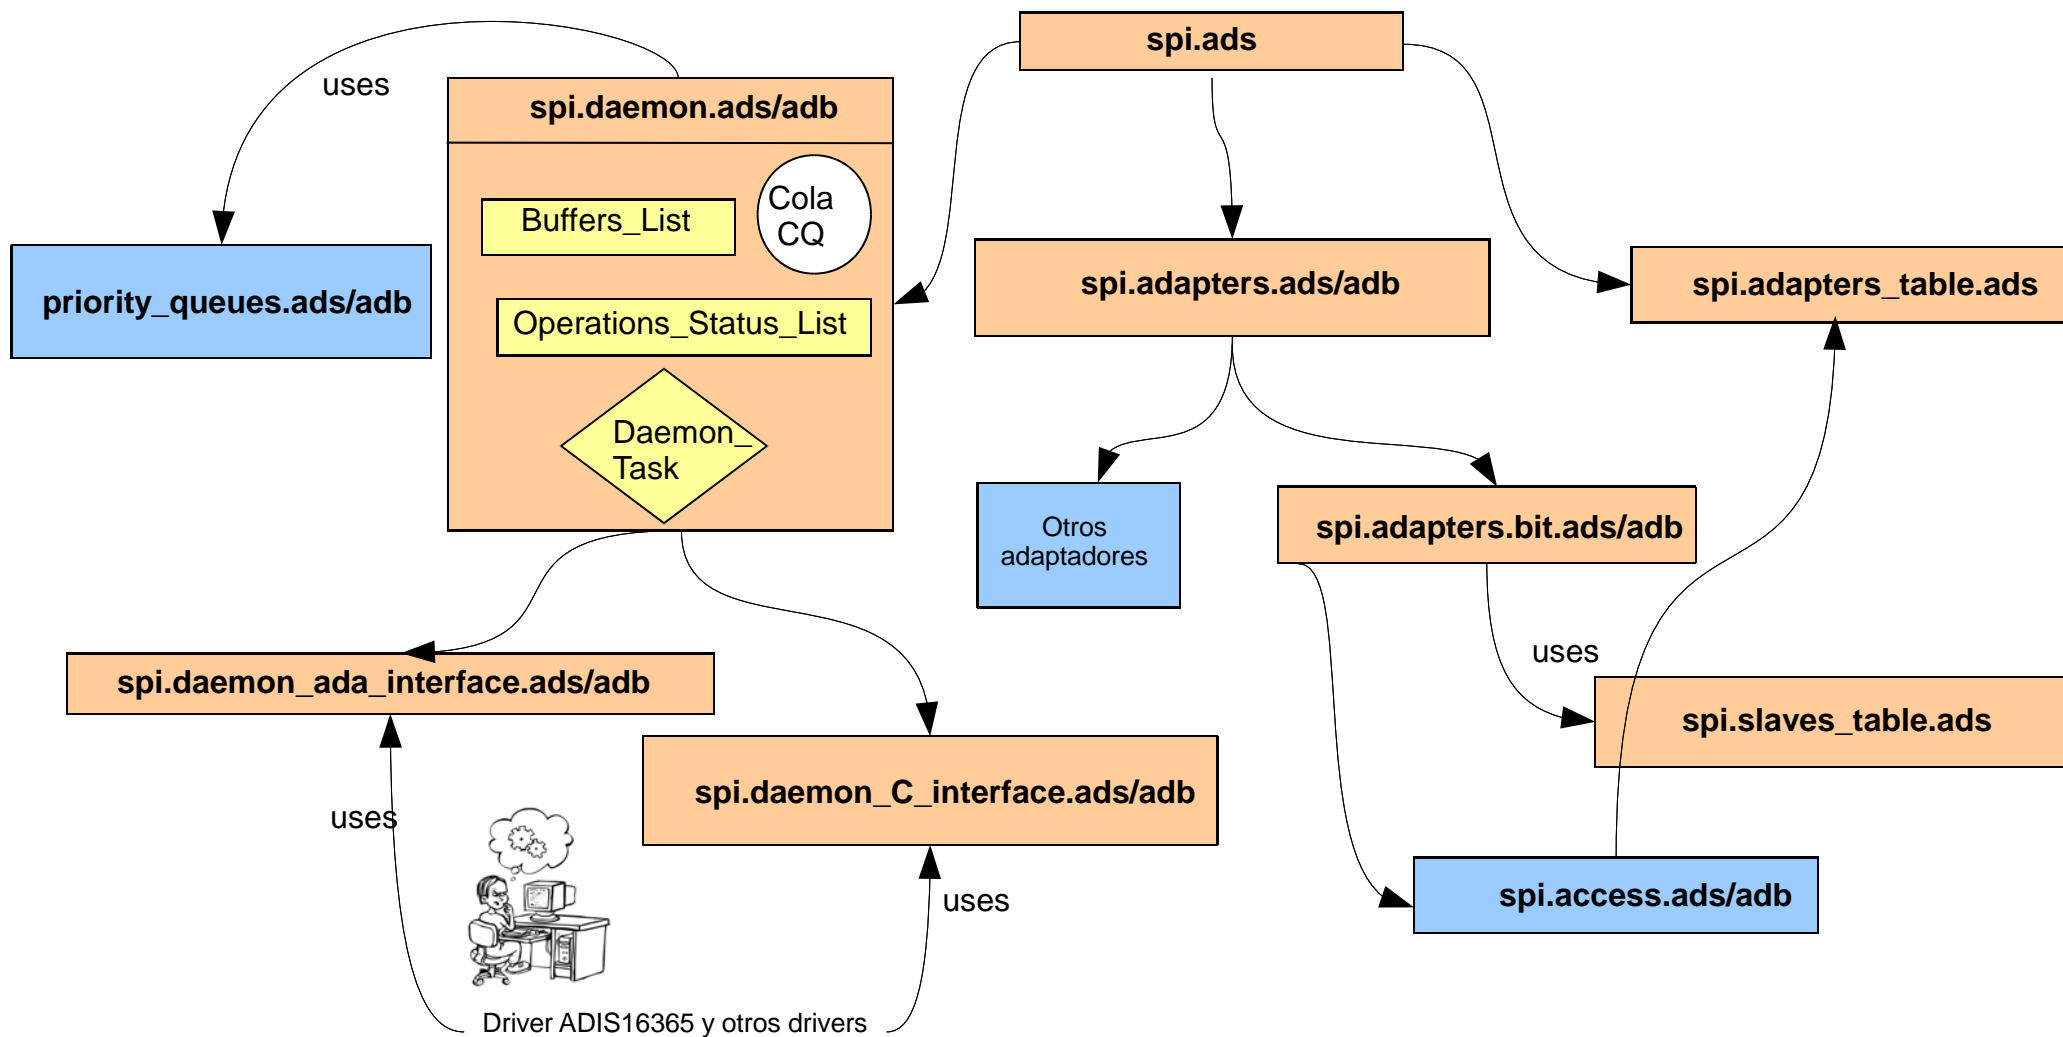 spi.ads
uses
spi.daemon.ads/adb
Cola
CQ
Buffers_List
priority_queues.ads/adb
spi.adapters.ads/adb
spi.adapters_table.ads
Operations_Status_List
Daemon_
Task
Otros
adaptadores
spi.adapters.bit.ads/adb
uses
spi.daemon_ada_interface.ads/adb
spi.slaves_table.ads
spi.daemon_C_interface.ads/adb
uses
uses
spi.access.ads/adb
Driver ADIS16365 y otros drivers